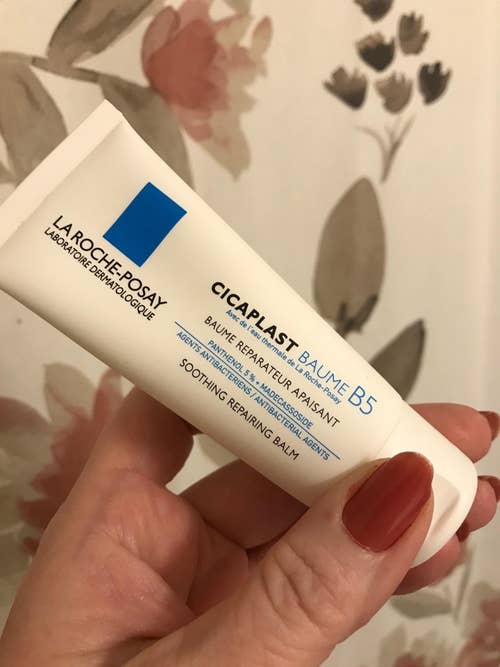 LA ROCHE-POSAY
LABORATOIRE DERMATOLOGIQUE
CICAPLAST BAUME B5
Avec de l'eau thermale de La Roche-Posay
BAUME REPARATEUR APAISANT
PANTHENOL 5% • MADECASSOSIDE
AGENTS ANTIBACTERIENS / ANTIBACTERIAL AGENTS
SOOTHING REPAIRING BALM